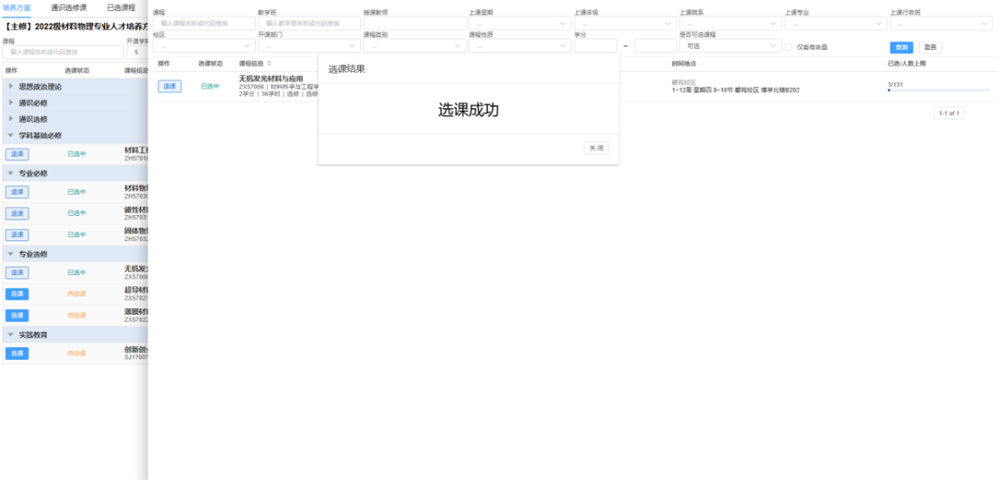 培养方案 通识选修课 已选课程
【主修】2022级材料物理专业人才培养方
课程 开课学
输入课程名称或代码查询 5
操作 选课状态 课程信息
思想政治理论
通识必修
通识选修
学科基础必修
退课 已选中 材料工
ZH5701
专业必修
退课 已选中 材料物
ZH5703
退课 已选中 磁性材
ZH5703
退课 已选中 固体物
ZH5703
专业选修
退课 已选中 无机发
ZX57006
选课 待选课 超导材
ZX5702
选课 待选课 薄膜材
ZX57022
实践教育
选课 待选课 创新创
SJ17007
课程 教学班 授课教师 上课星期 上课年级 上课院系 上课专业 上课行政班
输入课程名称或代码查询 输入教学班名称或代码查询 ... ... ... ... ...
校区 开课部门 课程类别 课程性质 学分 是否可选课程
... ... ... ... ~ 可选 仅看有余量 查询 重置
操作 选课状态 课程信息 时间地点 已选/人数上限
退课 已选中 无机发光材料与应用
ZX57006 | 材料科学与工程学
2学分 | 36学时 | 选修 | 选修
碧苑校区
1~12周 星期四 8~10节 碧苑校区 博学北楼B202
3/131
1-1 of 1
选课结果
选课成功
关闭